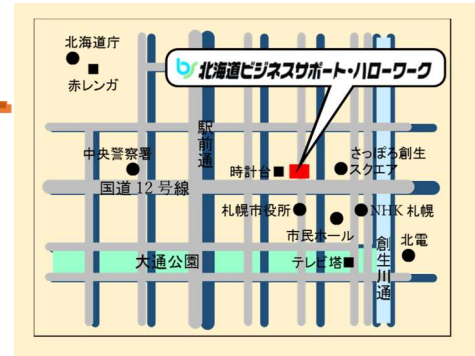 北海道庁
赤レンガ
北海道ビジネスサポート・ハローワーク
駅前通
中央警察署
時計台
さっぽろ創生
スクエア
国道12号線
札幌市役所
NHK 札幌
市民ホール
創生川通
北電
大通公園
テレビ塔